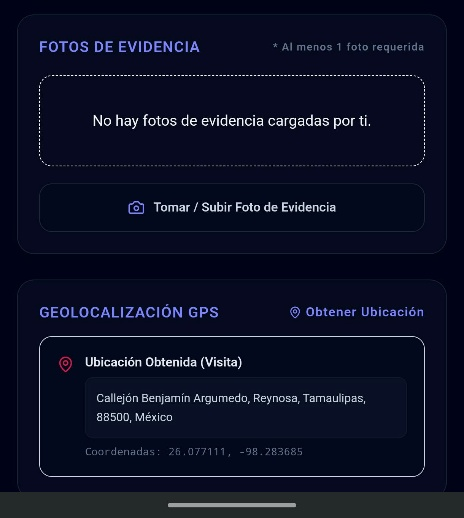 FOTOS DE EVIDENCIA
* Al menos 1 foto requerida
No hay fotos de evidencia cargadas por ti.
Tomar / Subir Foto de Evidencia
GEOLOCALIZACIÓN GPS
Obtener Ubicación
Ubicación Obtenida (Visita)
Callejón Benjamín Argumedo, Reynosa, Tamaulipas,
88500, México
Coordenadas: 26.077111, -98.283685